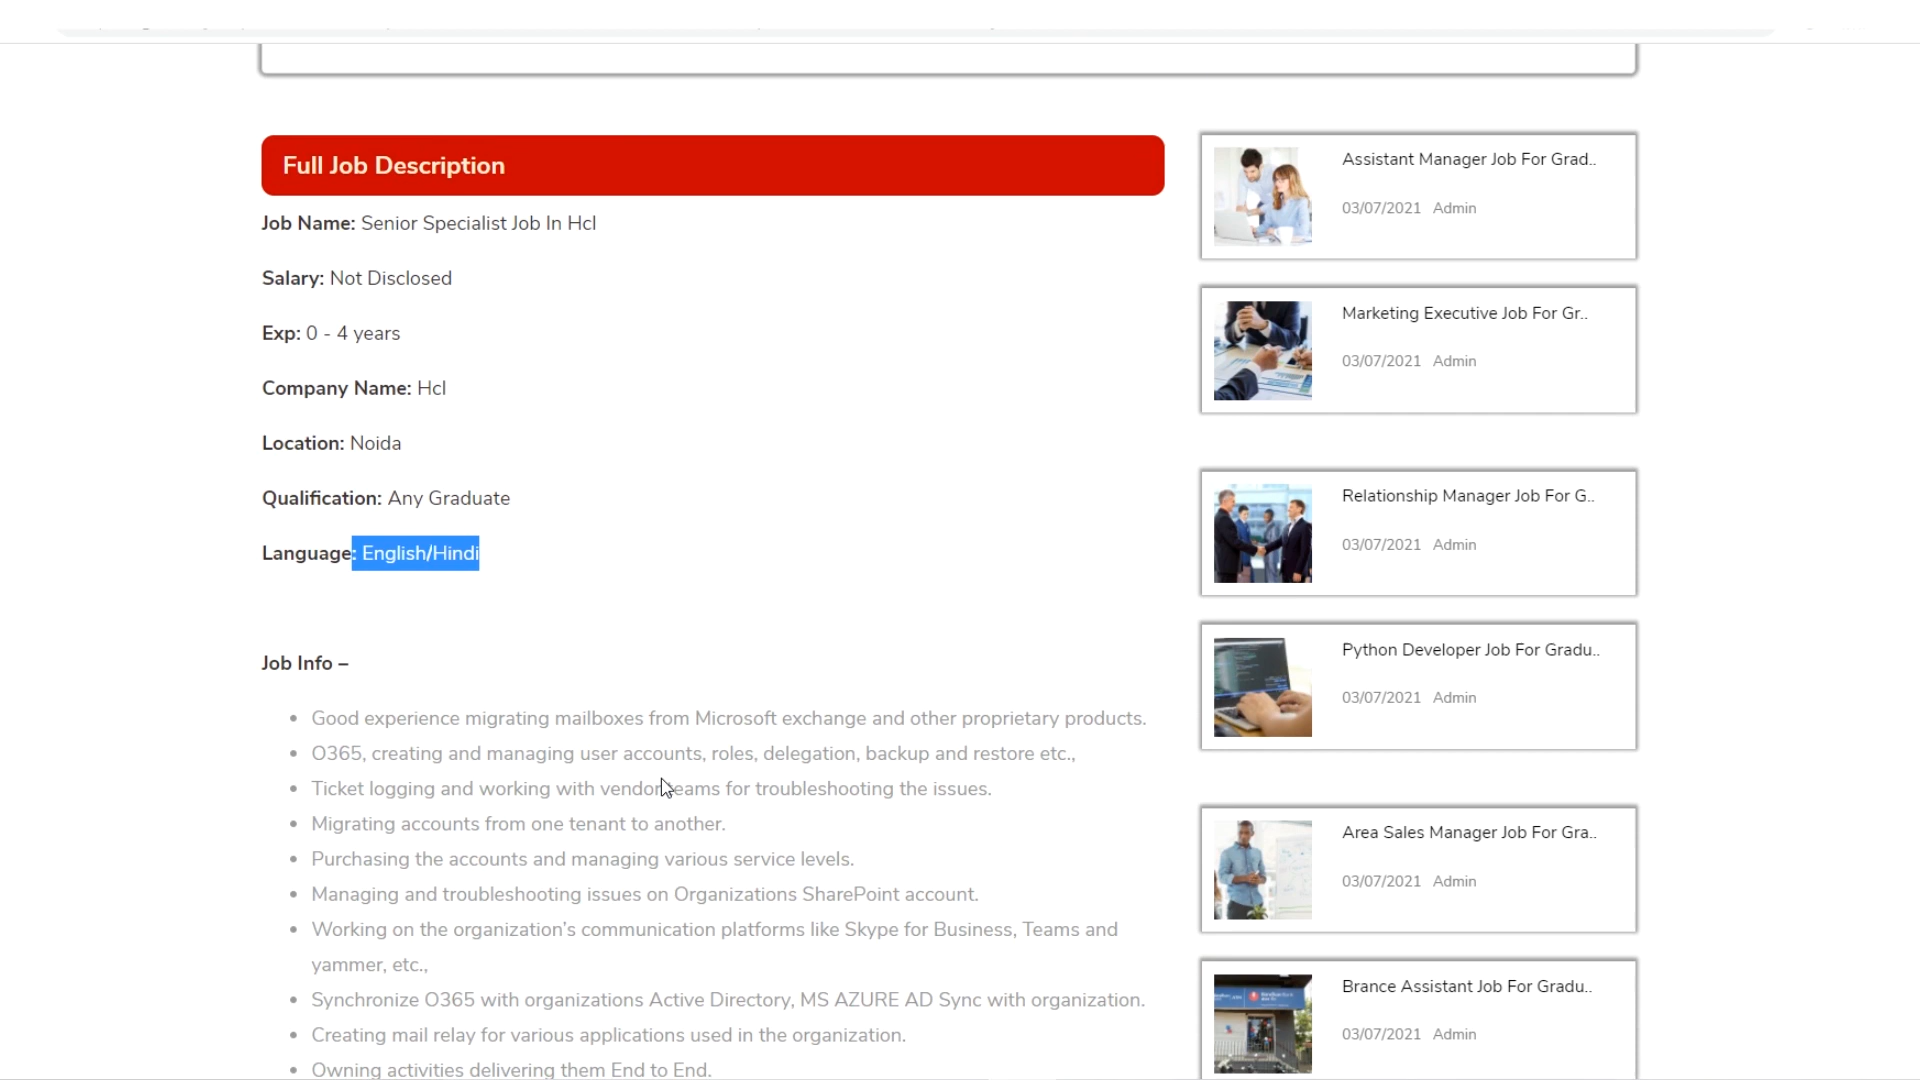 Full Job Description
Job Name: Senior Specialist Job In Hcl
Salary: Not Disclosed
Exp: 0 - 4 years
Company Name: Hcl
Location: Noida
Qualification: Any Graduate
Language: English/Hindi
Job Info –
Good experience migrating mailboxes from Microsoft exchange and other proprietary products.
O365, creating and managing user accounts, roles, delegation, backup and restore etc.,
Ticket logging and working with vendor teams for troubleshooting the issues.
Migrating accounts from one tenant to another.
Purchasing the accounts and managing various service levels.
Managing and troubleshooting issues on Organizations SharePoint account.
Working on the organization's communication platforms like Skype for Business, Teams and
yammer, etc.,
Synchronize O365 with organizations Active Directory, MS AZURE AD Sync with organization.
Creating mail relay for various applications used in the organization.
Owning activities delivering them End to End.
Assistant Manager Job For Grad..
03/07/2021 Admin
Marketing Executive Job For Gr..
03/07/2021 Admin
Relationship Manager Job For G..
03/07/2021 Admin
Python Developer Job For Gradu..
03/07/2021 Admin
Area Sales Manager Job For Gra..
03/07/2021 Admin
Brance Assistant Job For Gradu..
03/07/2021 Admin